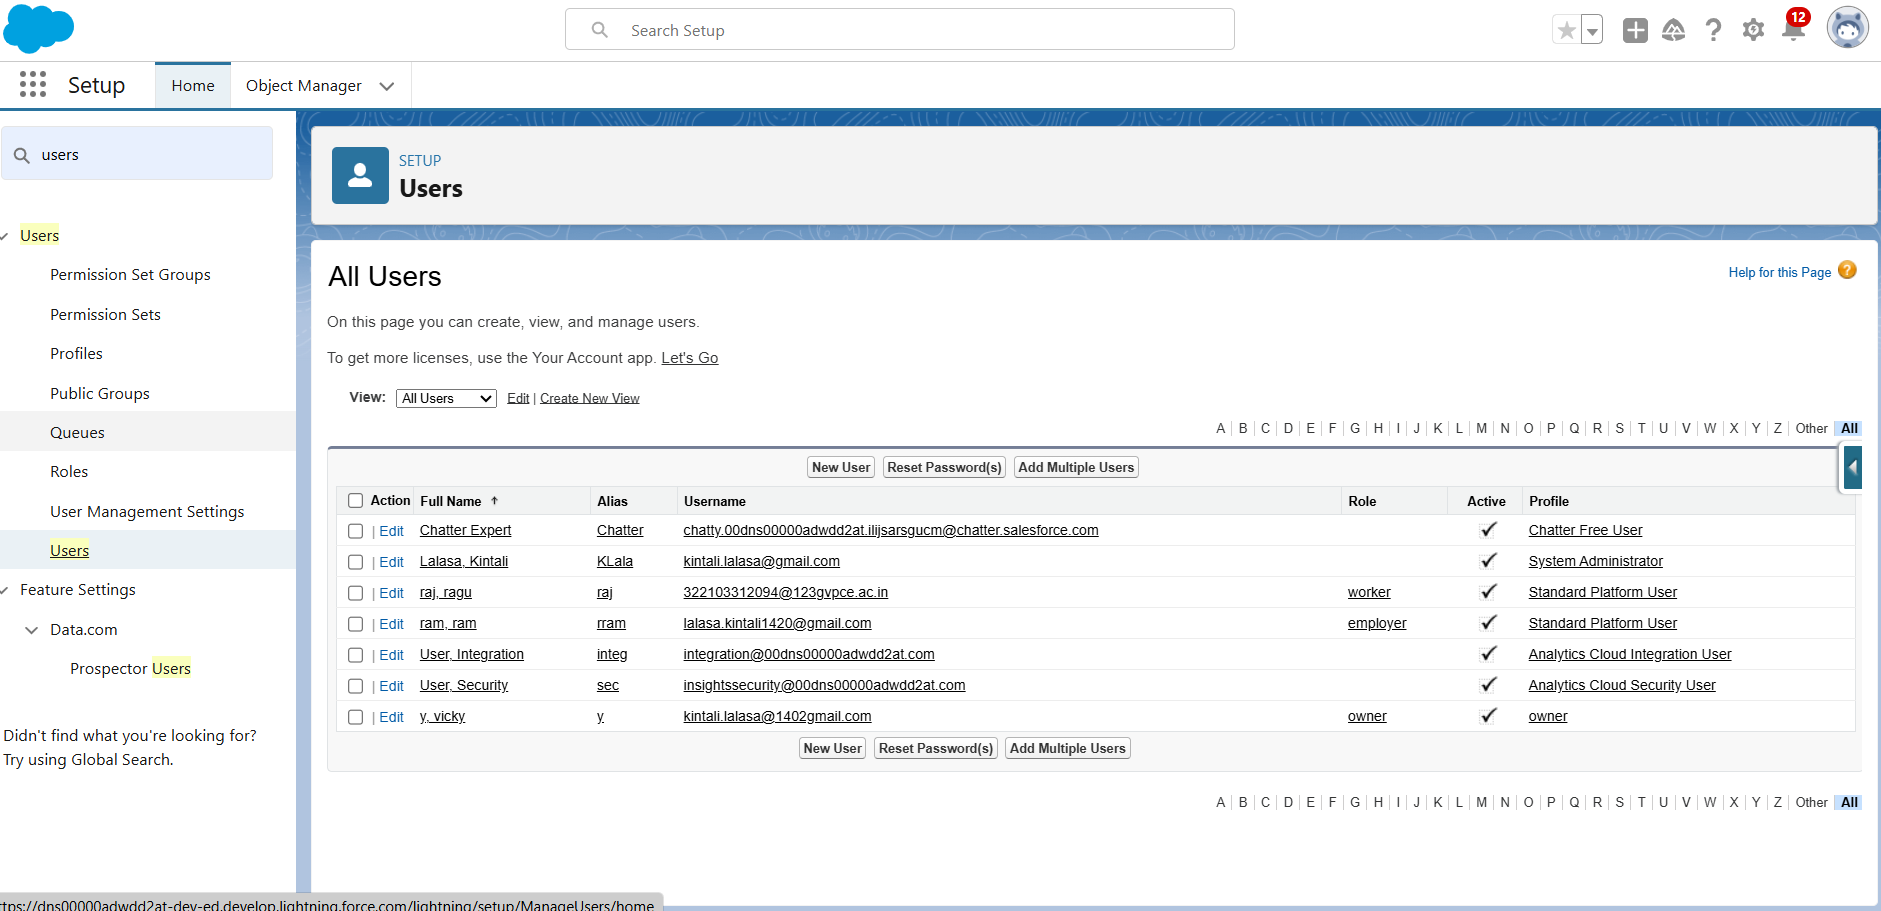 Search Setup
12
Setup
Home
Object Manager
users
SETUP
Users
Users
Permission Set Groups
Permission Sets
Profiles
Public Groups
Queues
Roles
User Management Settings
Users
Feature Settings
Data.com
Prospector Users
Didn't find what you're looking for?
Try using Global Search.
All Users
Help for this Page ?
On this page you can create, view, and manage users.
To get more licenses, use the Your Account app. Let's Go
View: All Users Edit | Create New View
A | B | C | D | E | F | G | H | I | J | K | L | M | N | O | P | Q | R | S | T | U | V | W | X | Y | Z | Other | All
New User Reset Password(s) Add Multiple Users
Action Full Name ↑ Alias Username Role Active Profile
| Edit Chatter Expert Chatter chatty.00dns00000adwdd2at.ilijsarsgucm@chatter.salesforce.com Chatter Free User
| Edit Lalasa, Kintali KLala kintali.lalasa@gmail.com System Administrator
| Edit raj, ragu raj 322103312094@123gvpce.ac.in worker Standard Platform User
| Edit ram, ram rram lalasa.kintali1420@gmail.com employer Standard Platform User
| Edit User, Integration integ integration@00dns00000adwdd2at.com Analytics Cloud Integration User
| Edit User, Security sec insightssecurity@00dns00000adwdd2at.com Analytics Cloud Security User
| Edit y, vicky y kintali.lalasa@1402gmail.com owner owner
New User Reset Password(s) Add Multiple Users
A | B | C | D | E | F | G | H | I | J | K | L | M | N | O | P | Q | R | S | T | U | V | W | X | Y | Z | Other | All
ttps://dns00000adwdd2at-dev-ed.develop.lightning.force.com/lightning/setup/ManageUsers/home